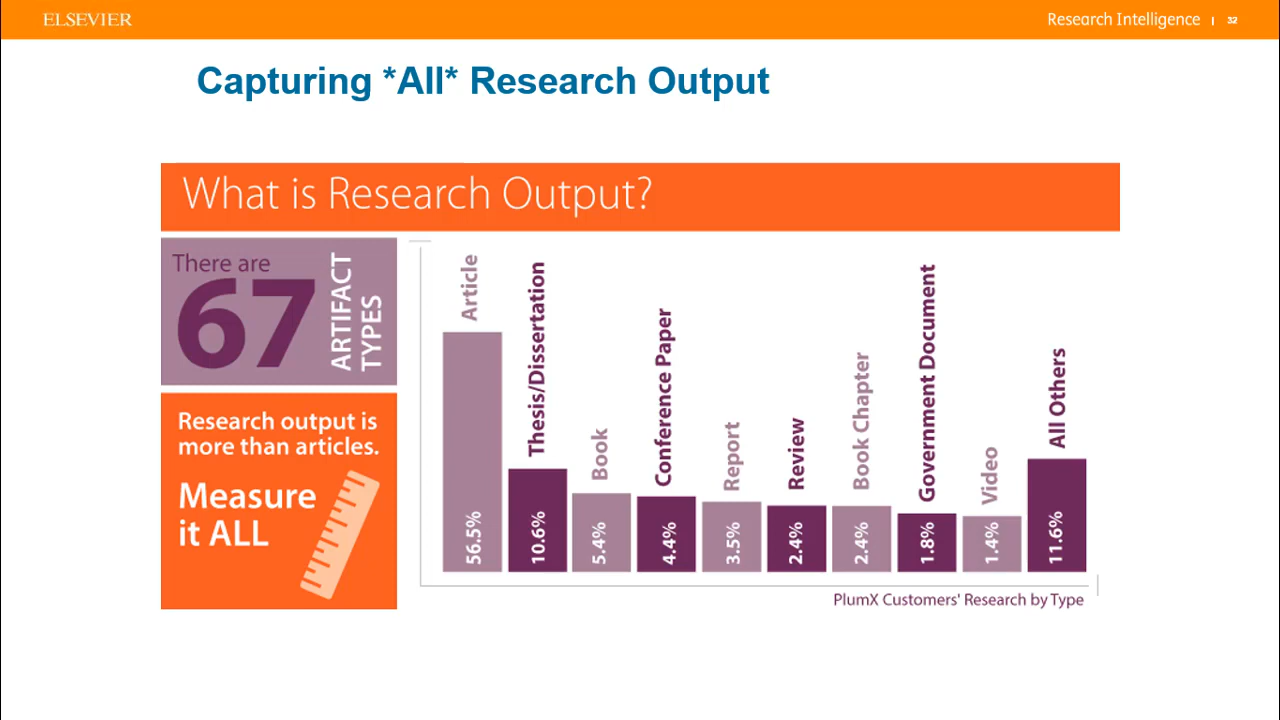 ELSEVIER
Research Intelligence | 32
Capturing *All* Research Output
What is Research Output?
There are
67
ARTIFACT
TYPES
Research output is
more than articles.
Measure
it ALL
Article
56.5%
Thesis/Dissertation
10.6%
Book
5.4%
Conference Paper
4.4%
Report
3.5%
Review
2.4%
Book Chapter
2.4%
Government Document
1.8%
Video
1.4%
All Others
11.6%
PlumX Customers' Research by Type